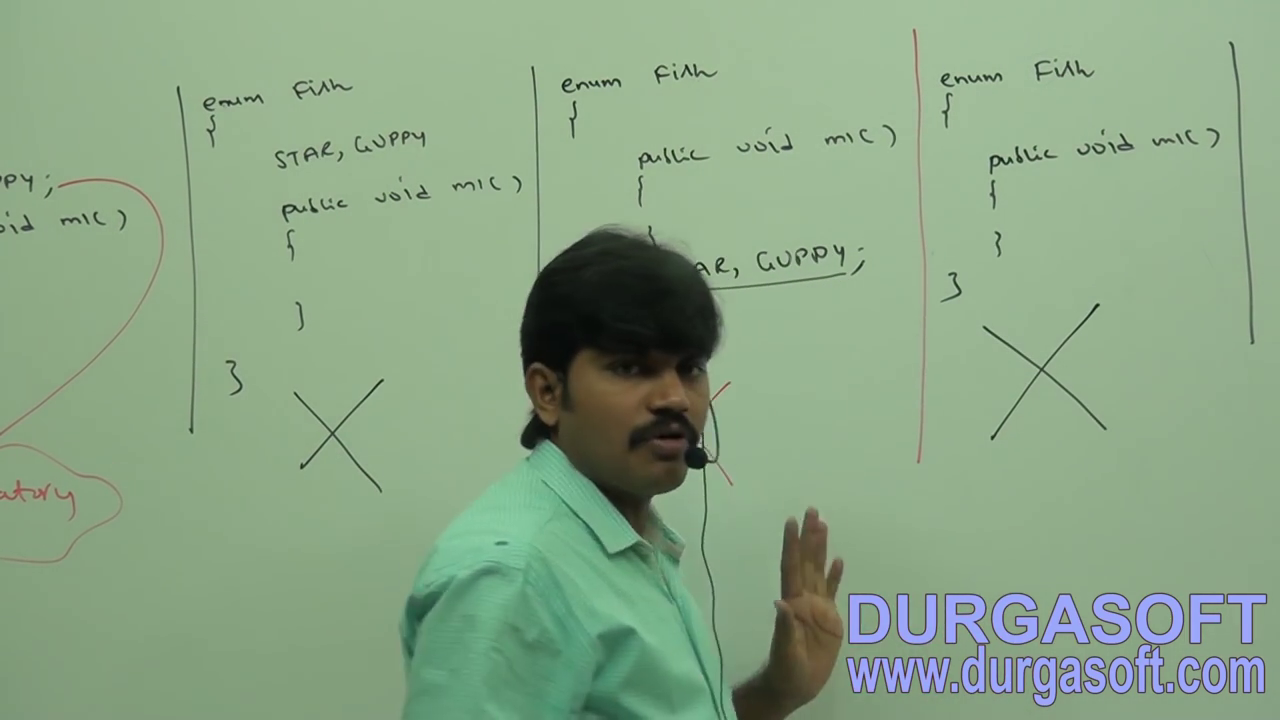 PPY;
oid m1( )
atory
enum Fish
{
STAR, GUPPY
public void m1( )
{
}
}
enum Fish
{
public void m1( )
{
}
AR, GUPPY;
enum Fish
{
public void m1( )
{
}
}
DURGASOFT
www.durgasoft.com